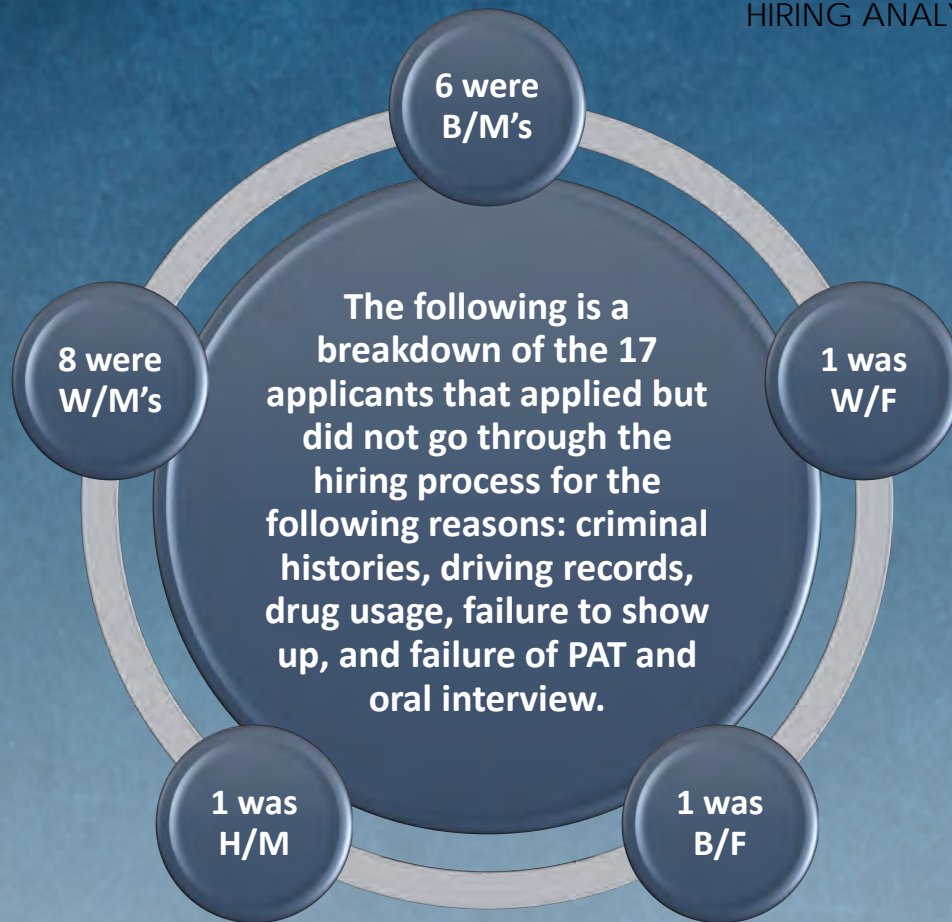 HIRING ANALY
6 were
B/M’s
8 were
W/M’s
1 was
W/F
The following is a
breakdown of the 17
applicants that applied but
did not go through the
hiring process for the
following reasons: criminal
histories, driving records,
drug usage, failure to show
up, and failure of PAT and
oral interview.
1 was
H/M
1 was
B/F